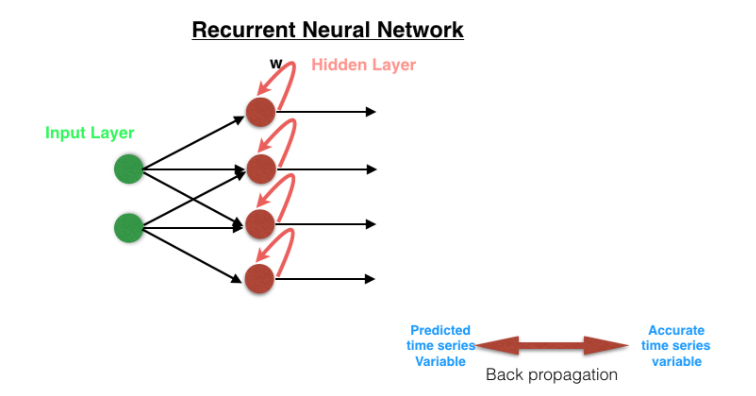 Recurrent Neural Network
w
Hidden Layer
Input Layer
Predicted
time series
Variable
Accurate
time series
variable
Back propagation